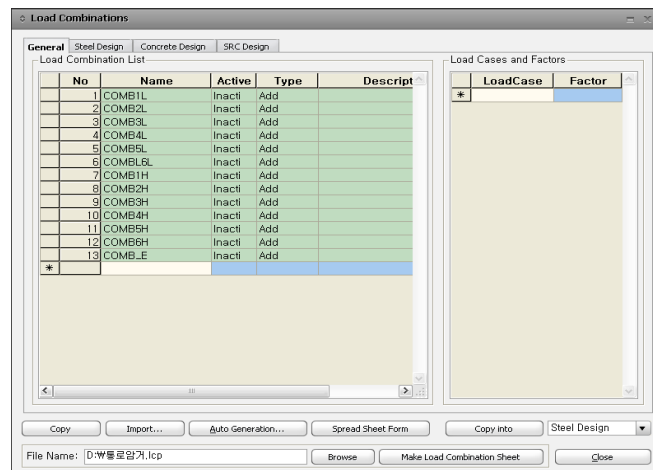 Load Combinations
General Steel Design Concrete Design SRC Design
Load Combination List
No Name Active Type Descript
1 COMB1L Inacti Add
2 COMB2L Inacti Add
3 COMB3L Inacti Add
4 COMB4L Inacti Add
5 COMB5L Inacti Add
6 COMBL6L Inacti Add
7 COMB1H Inacti Add
8 COMB2H Inacti Add
9 COMB3H Inacti Add
10 COMB4H Inacti Add
11 COMB5H Inacti Add
12 COMB6H Inacti Add
13 COMB_E Inacti Add
*
Load Cases and Factors
LoadCase Factor
*
Copy Import... Auto Generation... Spread Sheet Form Copy into Steel Design
File Name: D:₩통로암거.lcp Browse Make Load Combination Sheet Close